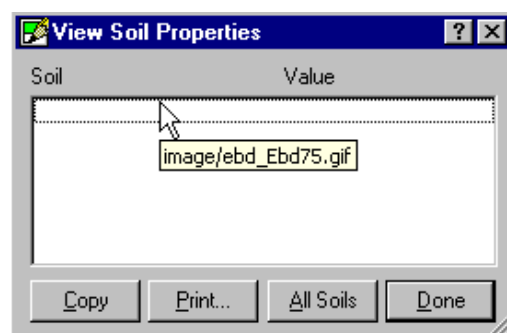 View Soil Properties
Soil Value
image/ebd_Ebd75.gif
Copy Print... All Soils Done